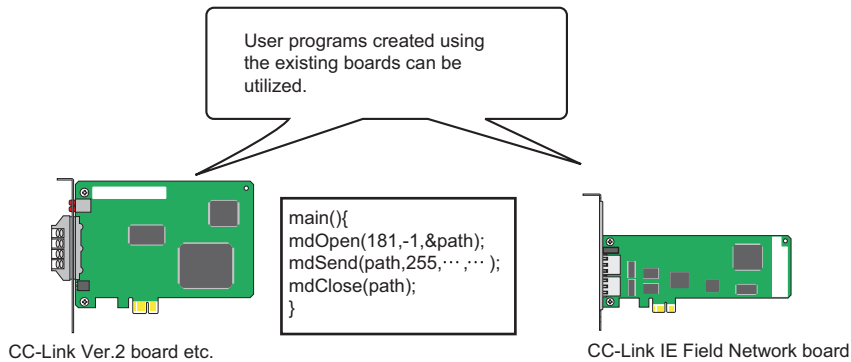 User programs created using
the existing boards can be
utilized.
main(){
mdOpen(181,-1,&path);
mdSend(path,255,⋯,⋯ );
mdClose(path);
}
CC-Link Ver.2 board etc.
CC-Link IE Field Network board